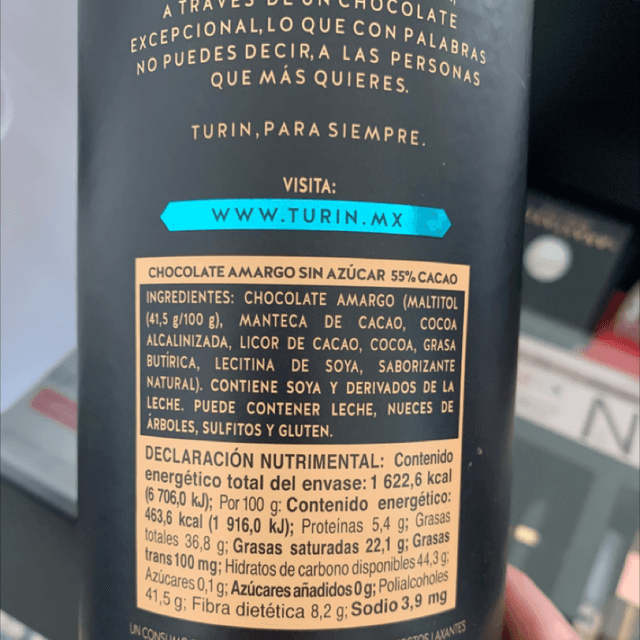 A TRAVÉS DE UN CHOCOLATE
EXCEPCIONAL, LO QUE CON PALABRAS
NO PUEDES DECIR, A LAS PERSONAS
QUE MÁS QUIERES.
TURIN, PARA SIEMPRE.
VISITA:
WWW.TURIN.MX
CHOCOLATE AMARGO SIN AZÚCAR 55% CACAO
INGREDIENTES: CHOCOLATE AMARGO (MALTITOL
(41,5 g/100 g), MANTECA DE CACAO, COCOA
ALCALINIZADA, LICOR DE CACAO, COCOA, GRASA
BUTÍRICA, LECITINA DE SOYA, SABORIZANTE
NATURAL). CONTIENE SOYA Y DERIVADOS DE LA
LECHE. PUEDE CONTENER LECHE, NUECES DE
ÁRBOLES, SULFITOS Y GLUTEN.
DECLARACIÓN NUTRIMENTAL: Contenido
energético total del envase: 1 622,6 kcal
(6 706,0 kJ); Por 100 g: Contenido energético:
463,6 kcal (1 916,0 kJ); Proteínas 5,4 g; Grasas
totales 36,8 g; Grasas saturadas 22,1 g; Grasas
trans 100 mg; Hidratos de carbono disponibles 44,3 g;
Azúcares 0,1 g; Azúcares añadidos 0 g; Polialcoholes
41,5 g; Fibra dietética 8,2 g; Sodio 3,9 mg
N